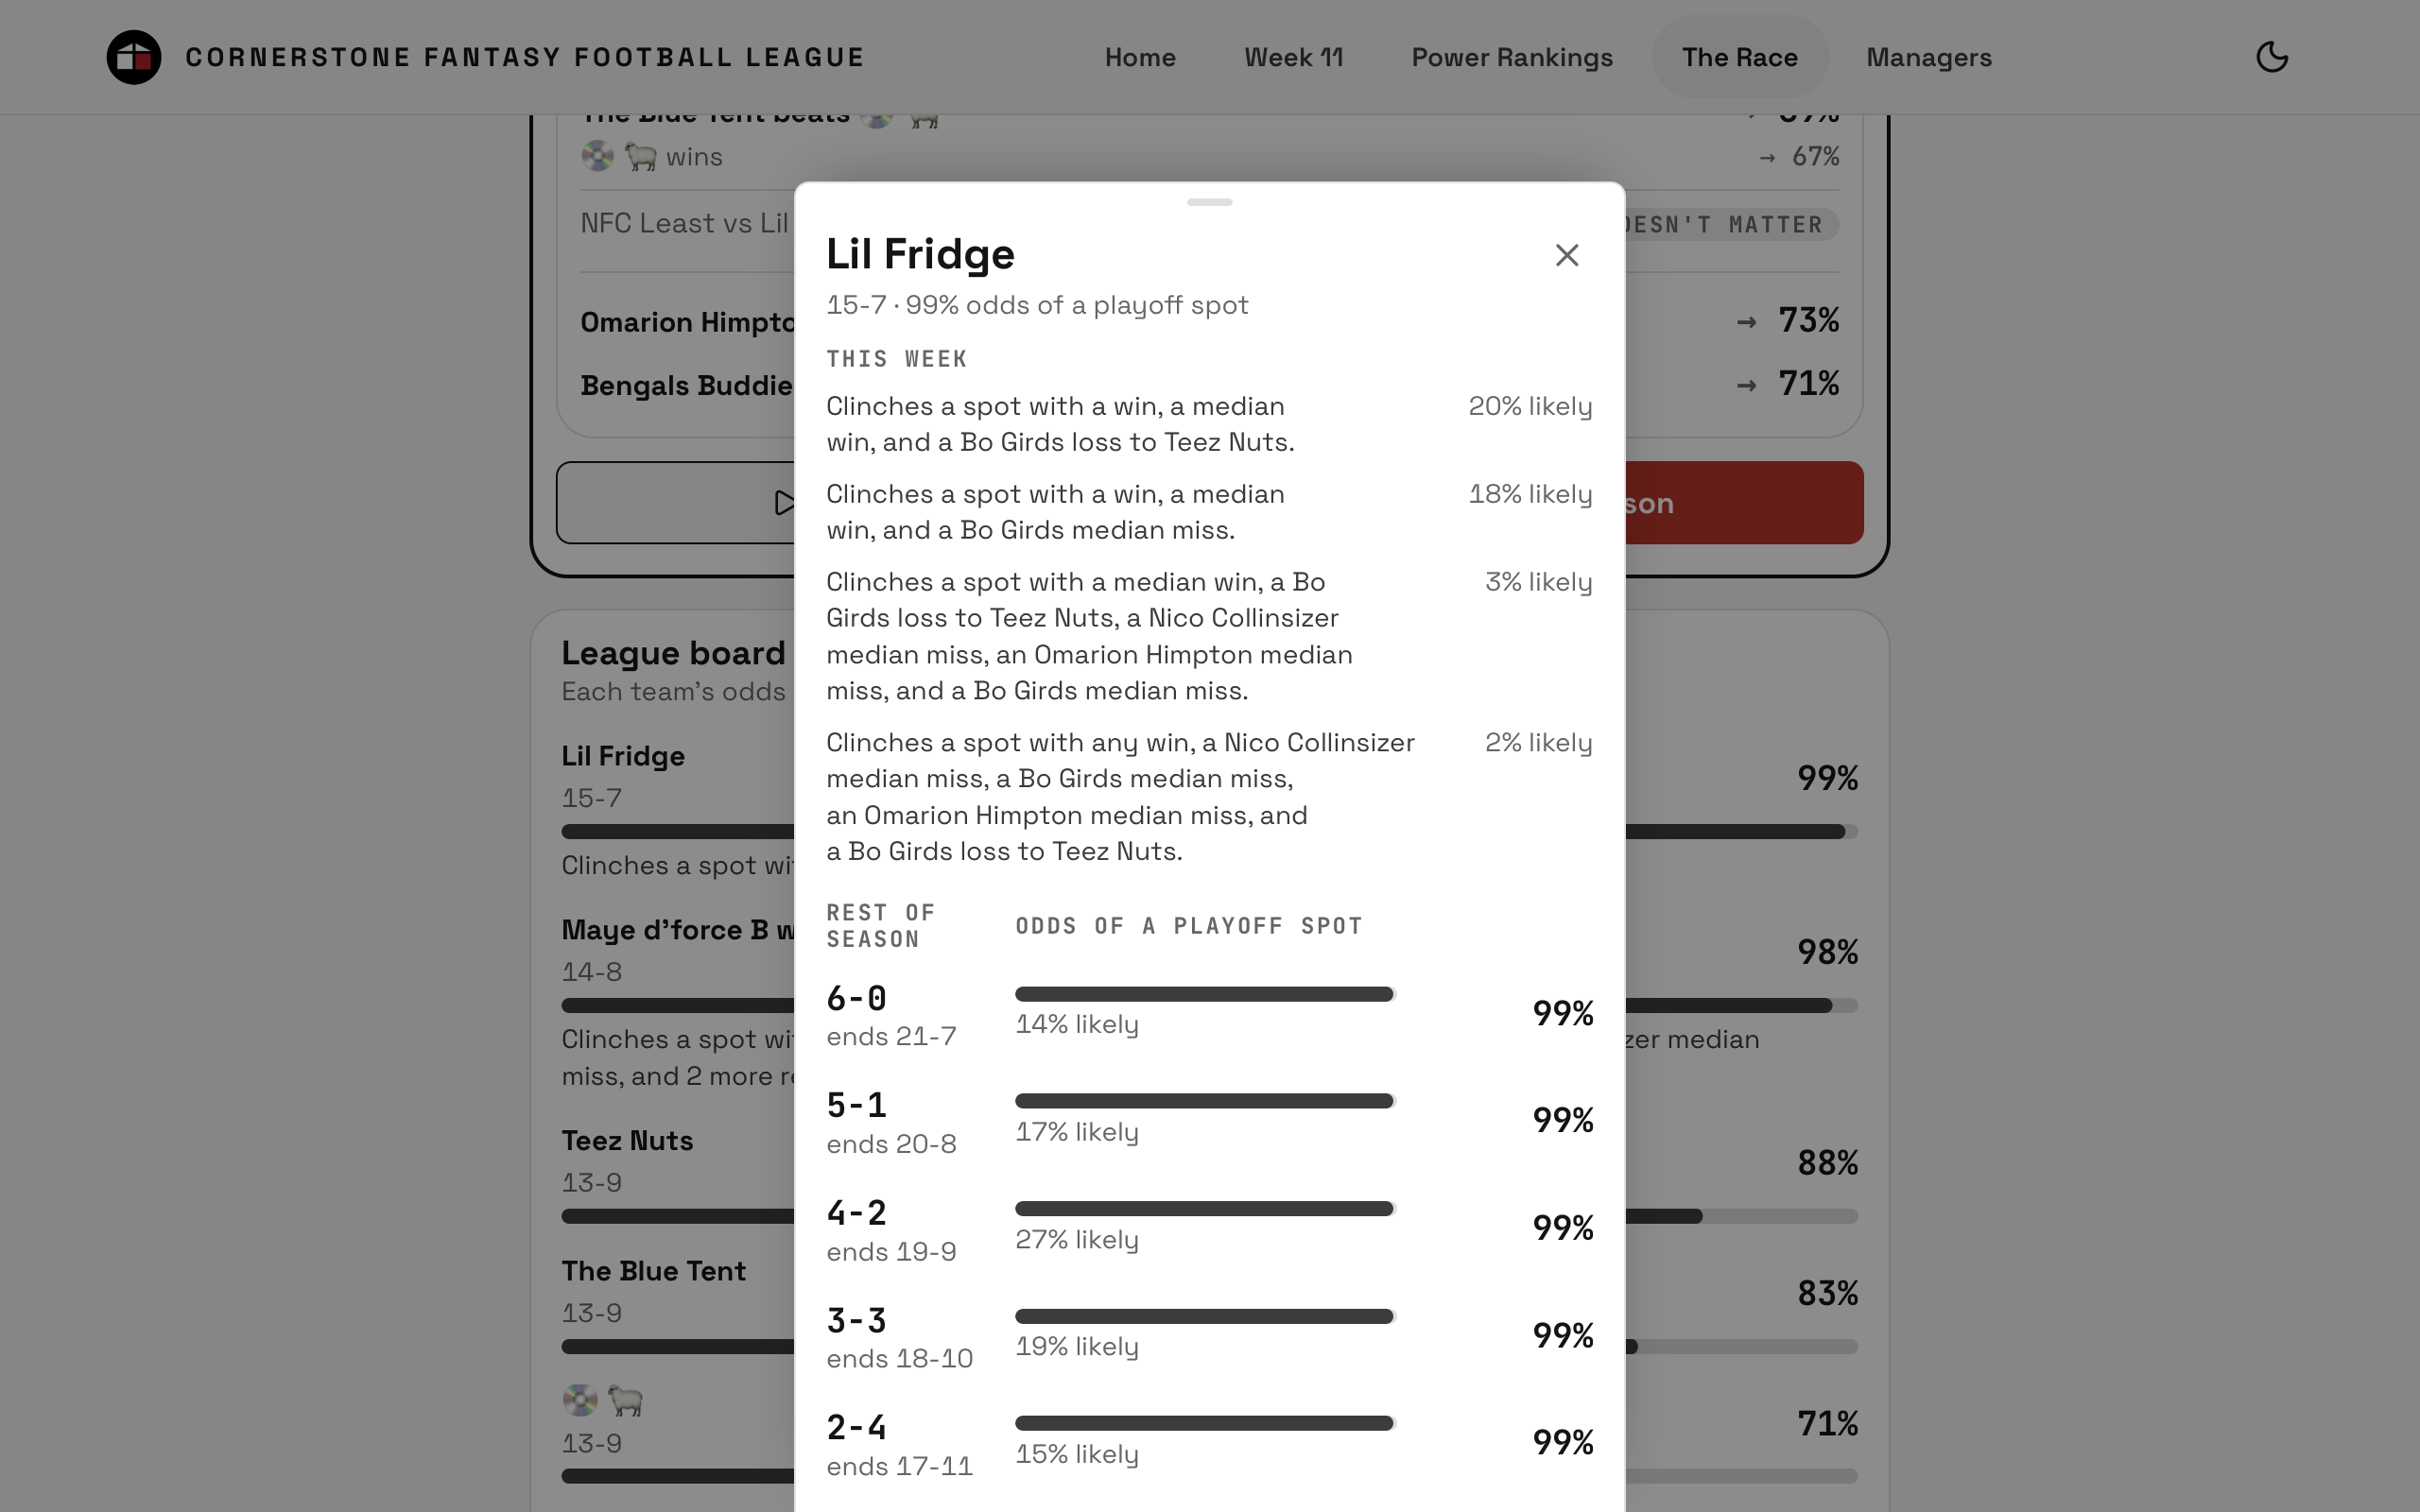 CORNERSTONE FANTASY FOOTBALL LEAGUE
Home
Week 11
Power Rankings
The Race
Managers
The Blue Tent beats
wins
→ 67%
NFC Least vs Lil
DOESN'T MATTER
Omarion Himpto
→ 73%
Bengals Buddie
→ 71%
son
League board
Each team's odds
Lil Fridge
15-7
99%
Clinches a spot wi
Maye d'force B w
14-8
98%
Clinches a spot wi
zer median
miss, and 2 more r
Teez Nuts
13-9
88%
The Blue Tent
13-9
83%
13-9
71%
Lil Fridge
15-7 · 99% odds of a playoff spot
THIS WEEK
Clinches a spot with a win, a median
win, and a Bo Girds loss to Teez Nuts.
20% likely
Clinches a spot with a win, a median
win, and a Bo Girds median miss.
18% likely
Clinches a spot with a median win, a Bo
Girds loss to Teez Nuts, a Nico Collinsizer
median miss, an Omarion Himpton median
miss, and a Bo Girds median miss.
3% likely
Clinches a spot with any win, a Nico Collinsizer
median miss, a Bo Girds median miss,
an Omarion Himpton median miss, and
a Bo Girds loss to Teez Nuts.
2% likely
REST OF
SEASON
ODDS OF A PLAYOFF SPOT
6-0
ends 21-7
14% likely
99%
5-1
ends 20-8
17% likely
99%
4-2
ends 19-9
27% likely
99%
3-3
ends 18-10
19% likely
99%
2-4
ends 17-11
15% likely
99%